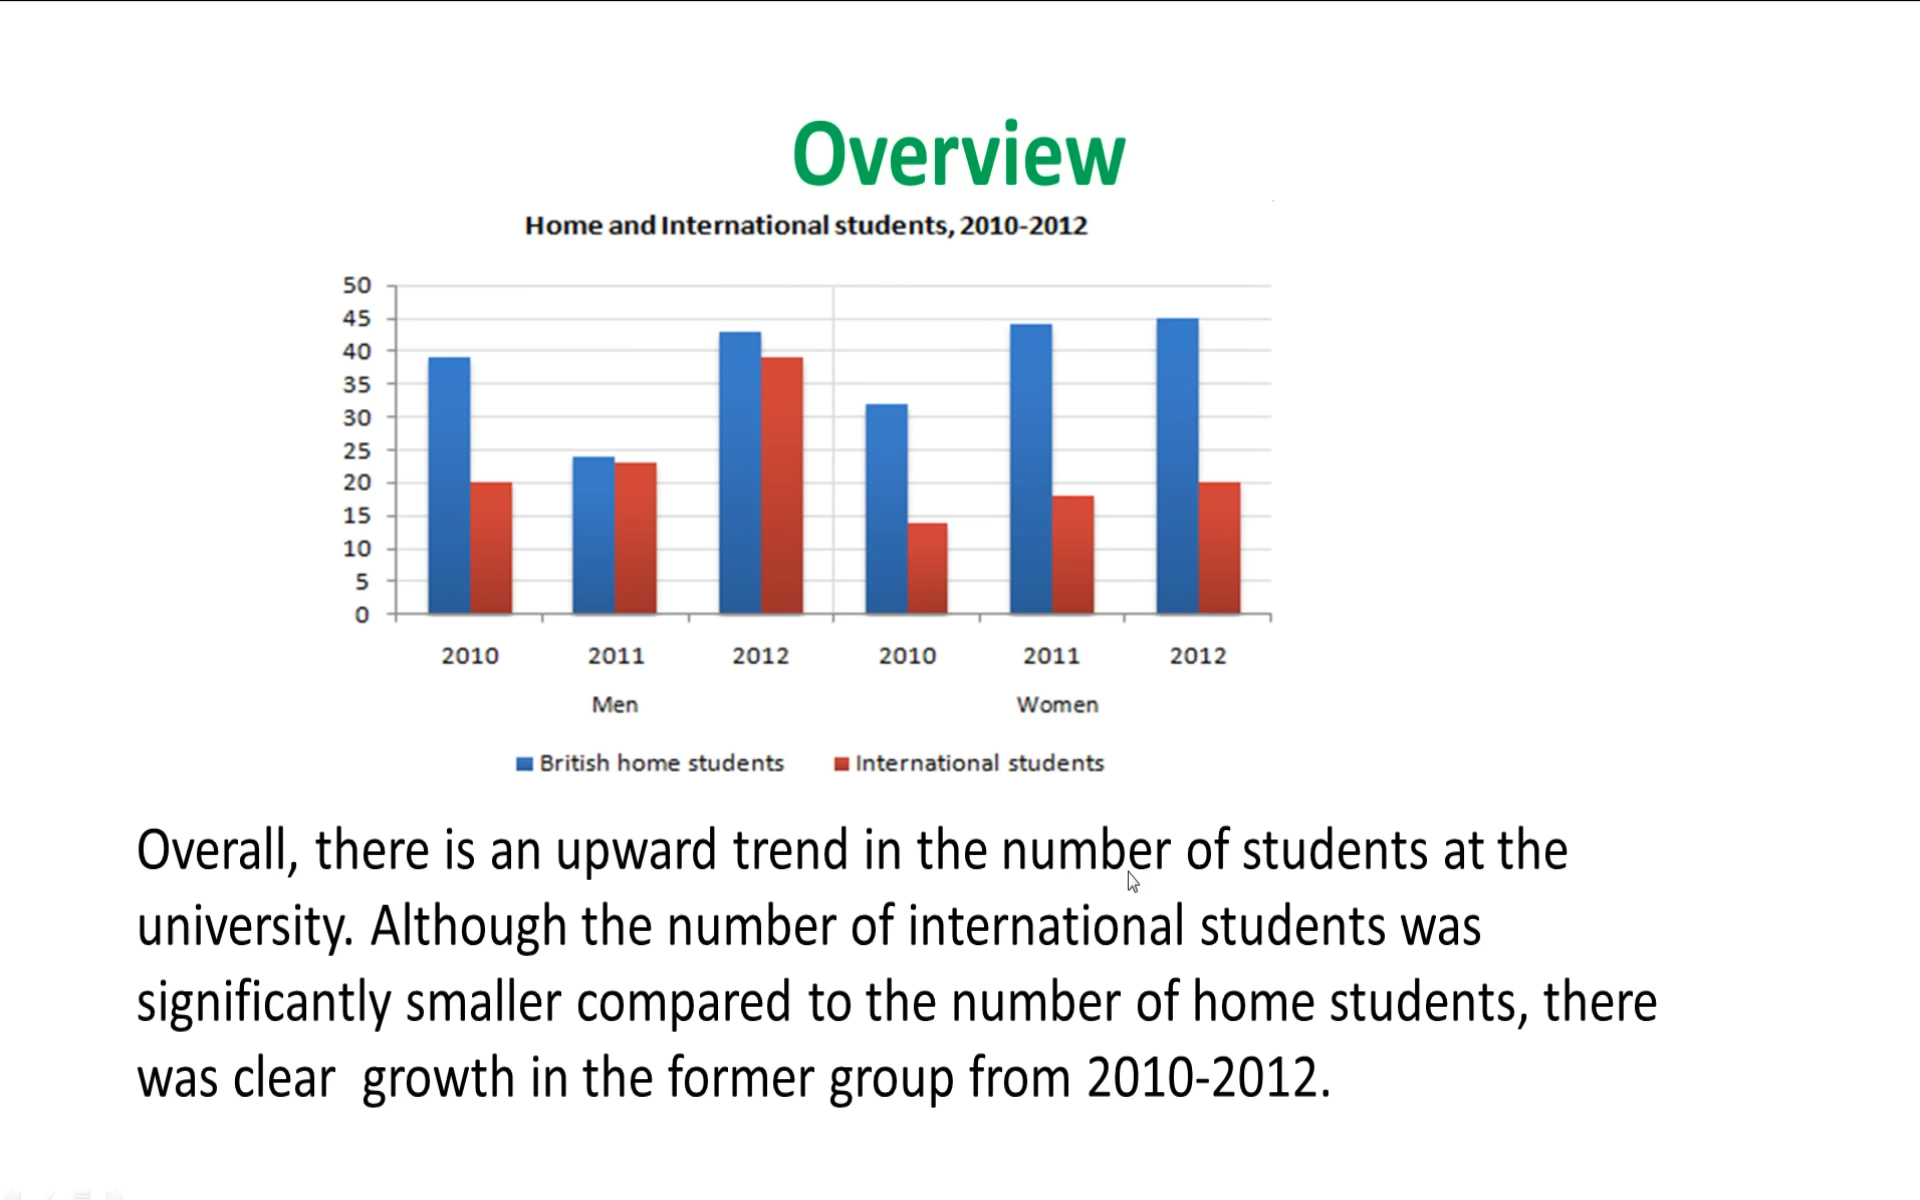 Overview
Home and International students, 2010-2012
50
45
40
35
30
25
20
15
10
5
0
2010 2011 2012 2010 2011 2012
Men Women
British home students International students
Overall, there is an upward trend in the number of students at the
university. Although the number of international students was
significantly smaller compared to the number of home students, there
was clear growth in the former group from 2010-2012.